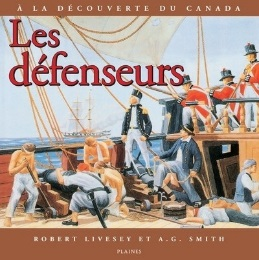 À LA DÉCOUVERTE DU CANADA
Les
défenseurs
ROBERT LIVESEY ET A.G. SMITH
PLAINES